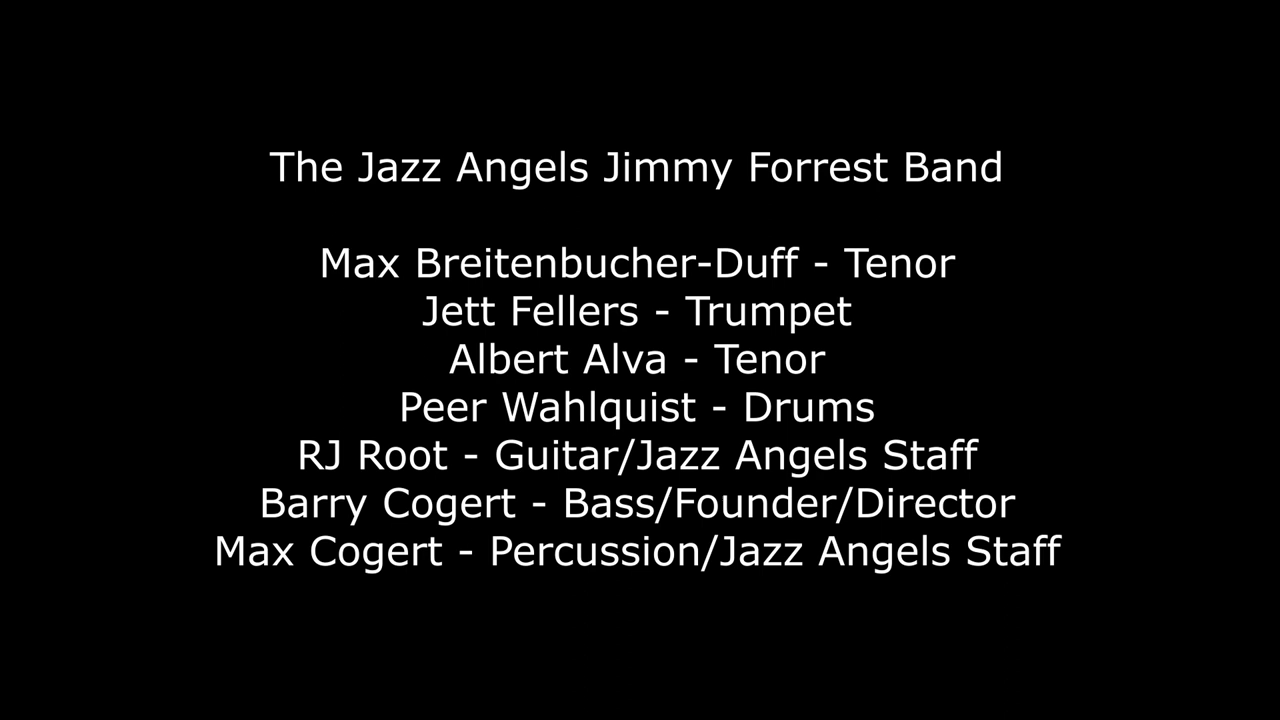 The Jazz Angels Jimmy Forrest Band
Max Breitenbucher-Duff - Tenor
Jett Fellers - Trumpet
Albert Alva - Tenor
Peer Wahlquist - Drums
RJ Root - Guitar/Jazz Angels Staff
Barry Cogert - Bass/Founder/Director
Max Cogert - Percussion/Jazz Angels Staff